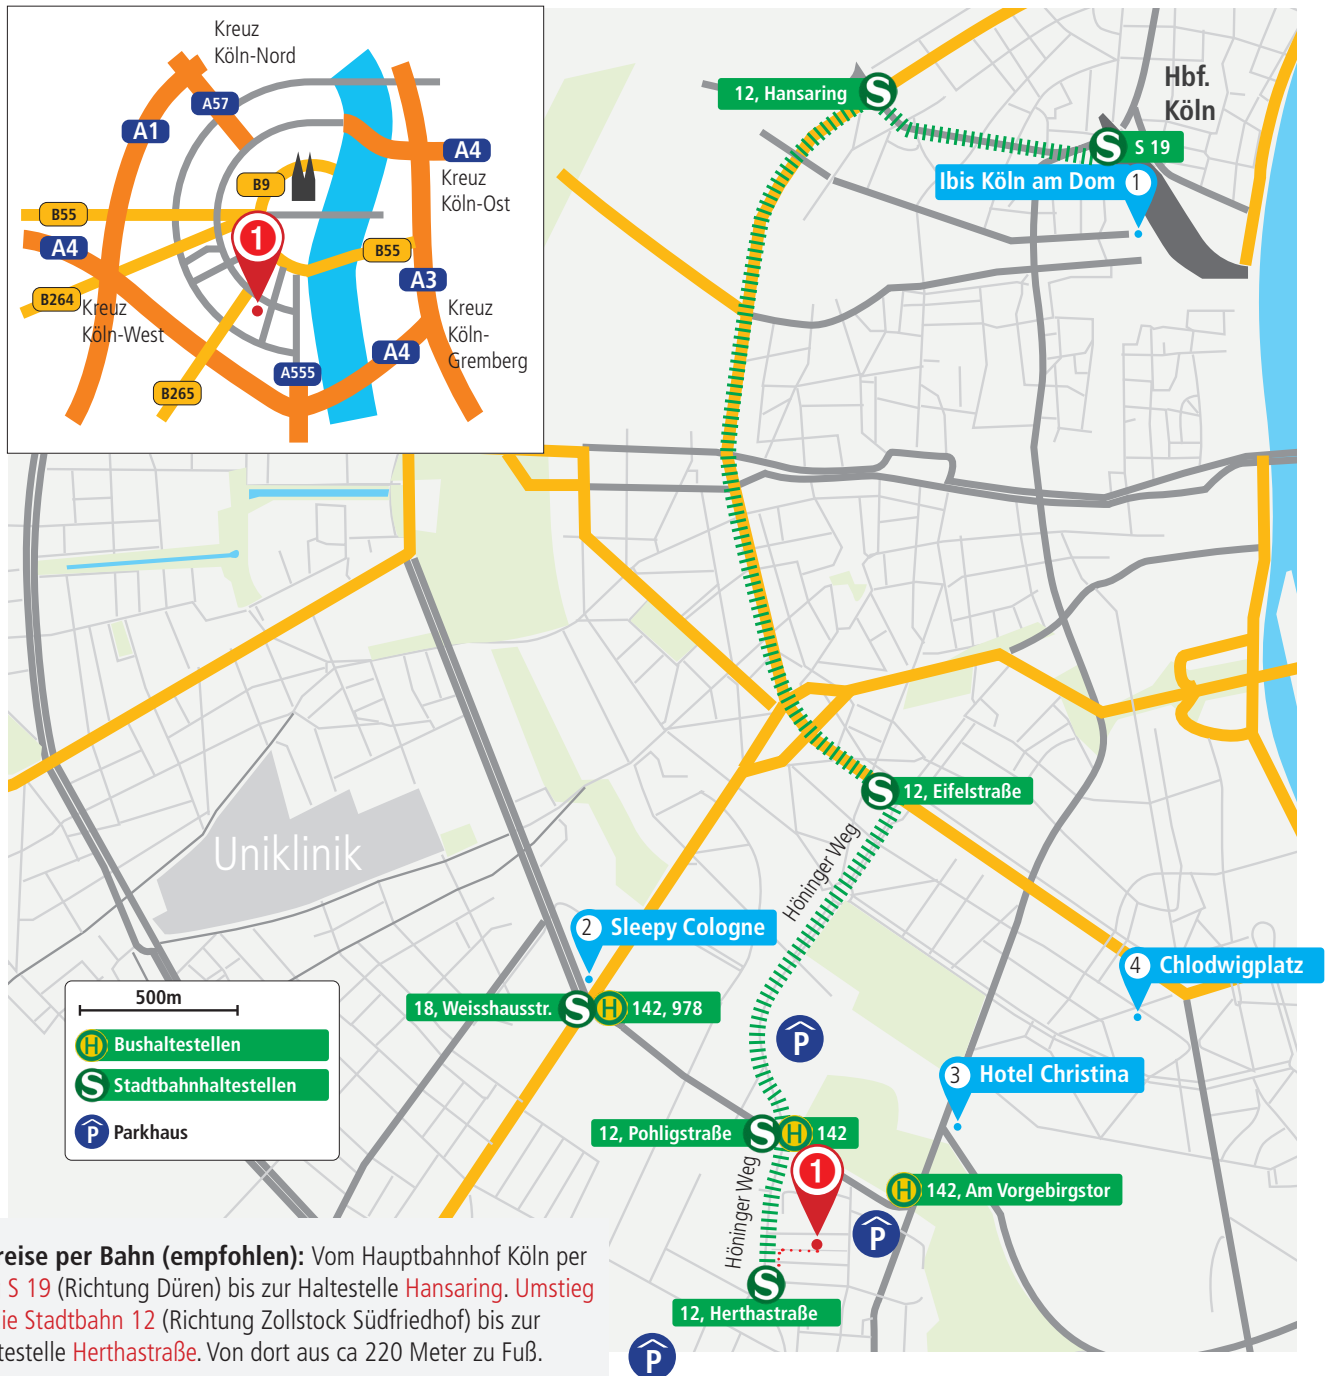 Kreuz
Köln-Nord
A57
A1
A4
Kreuz
Köln-Ost
B9
B55
A4
1
B55
A3
B264
Kreuz
Köln-West
Kreuz
Köln-
Gremberg
A4
A555
B265
12, Hansaring S
Hbf.
Köln
S S 19
Ibis Köln am Dom 1
S 12, Eifelstraße
Höninger Weg
Uniklinik
2 Sleepy Cologne
4 Chlodwigplatz
18, Weisshausstr. S H 142, 978
P
3 Hotel Christina
500m
H Bushaltestellen
S Stadtbahnhaltestellen
P Parkhaus
12, Pohligstraße S H 142
1
Höninger Weg
H 142, Am Vorgebirgstor
P
S
12, Herthastraße
P
reise per Bahn (empfohlen): Vom Hauptbahnhof Köln per
S 19 (Richtung Düren) bis zur Haltestelle Hansaring. Umstieg
ie Stadtbahn 12 (Richtung Zollstock Südfriedhof) bis zur
testelle Herthastraße. Von dort aus ca 220 Meter zu Fuß.